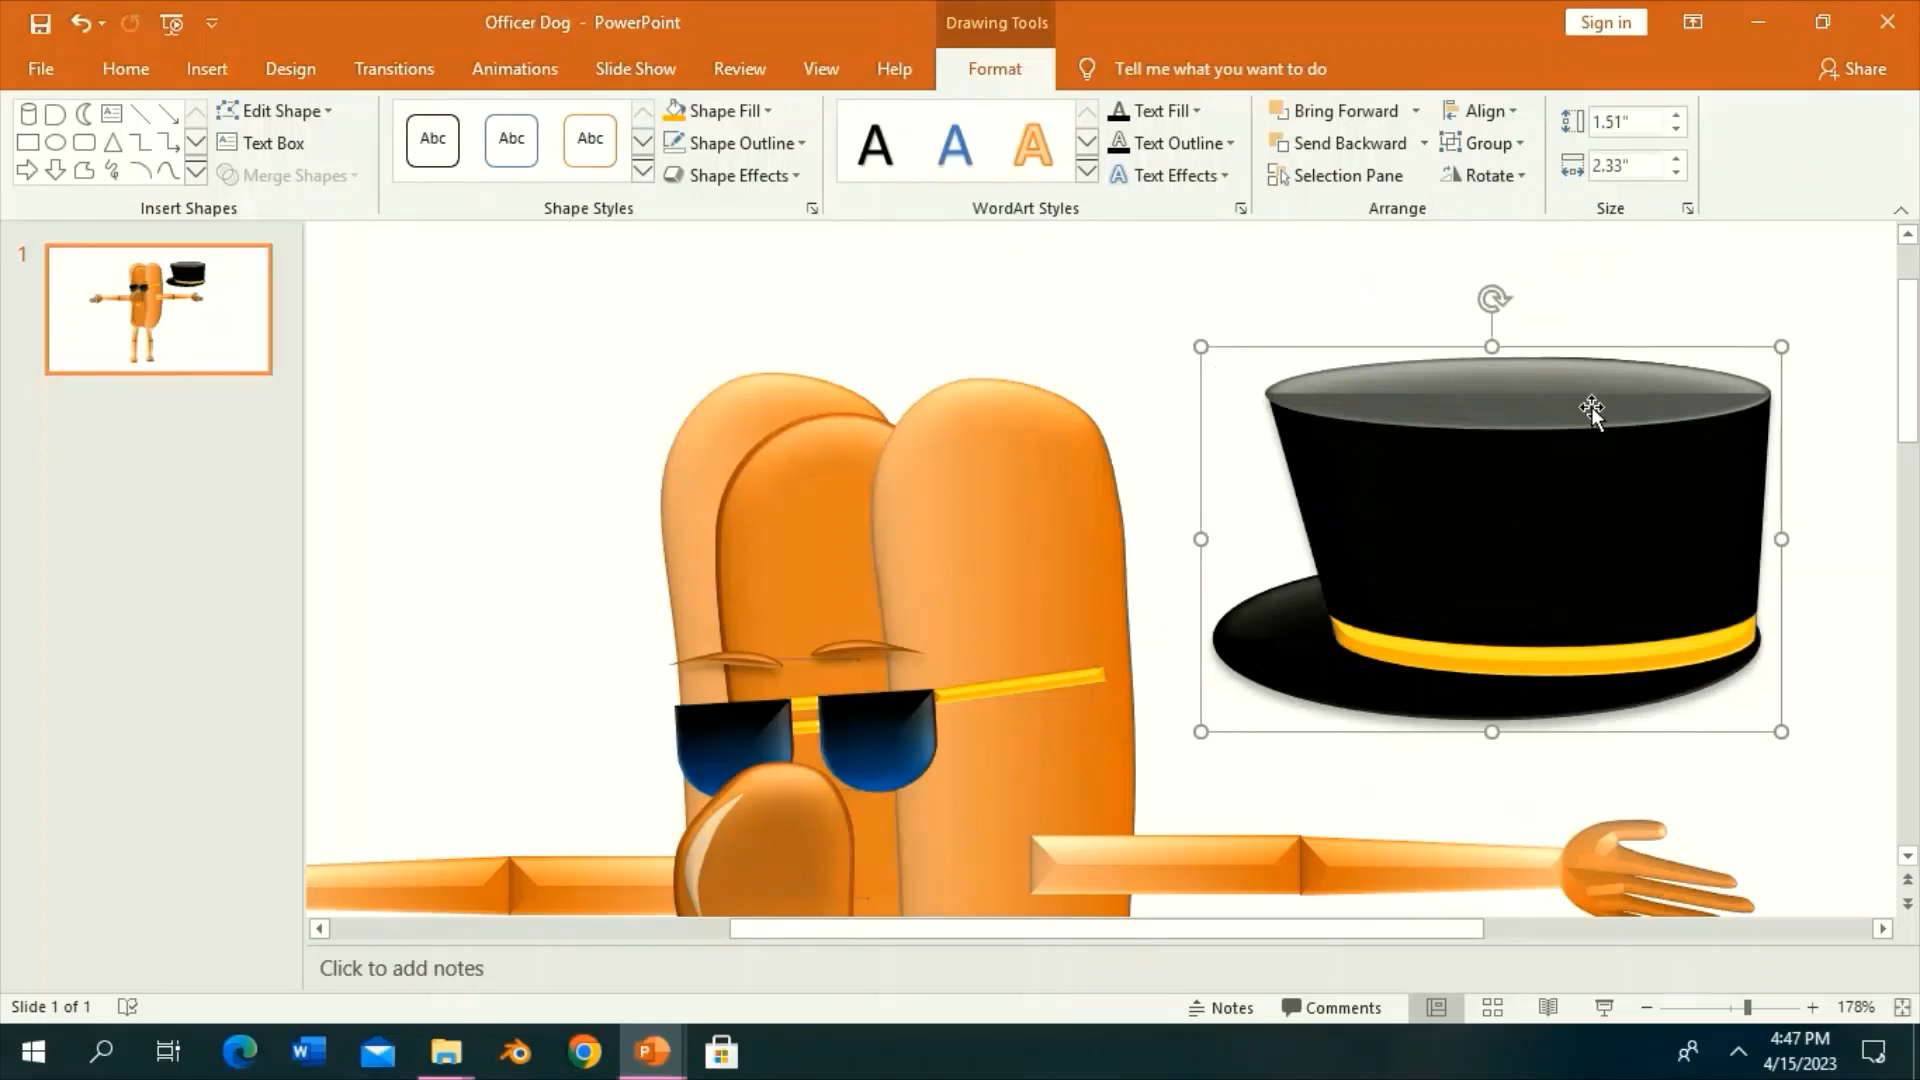 Officer Dog - PowerPoint
Drawing Tools
Sign in
File Home Insert Design Transitions Animations Slide Show Review View Help Format Tell me what you want to do Share
Edit Shape
Text Box
Merge Shapes
Insert Shapes
Abc Abc Abc
Shape Fill
Shape Outline
Shape Effects
Shape Styles
A A A
Text Fill
Text Outline
Text Effects
WordArt Styles
Bring Forward
Send Backward
Selection Pane
Align
Group
Rotate
Arrange
1.51"
2.33"
Size
1
Click to add notes
Slide 1 of 1
Notes Comments 178%
4:47 PM
4/15/2023